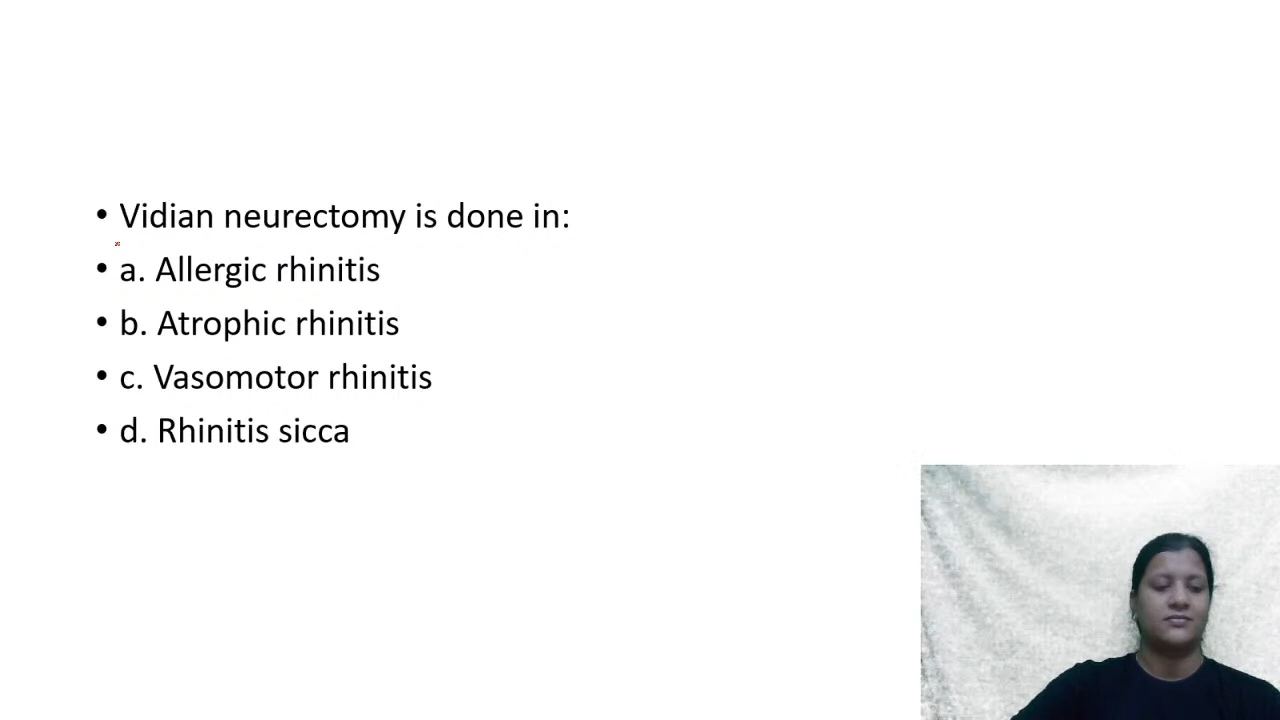 • Vidian neurectomy is done in:
• a. Allergic rhinitis
• b. Atrophic rhinitis
• c. Vasomotor rhinitis
• d. Rhinitis sicca